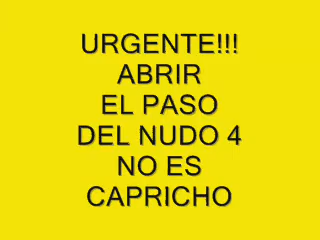 URGENTE!!!
ABRIR
EL PASO
DEL NUDO 4
NO ES
CAPRICHO